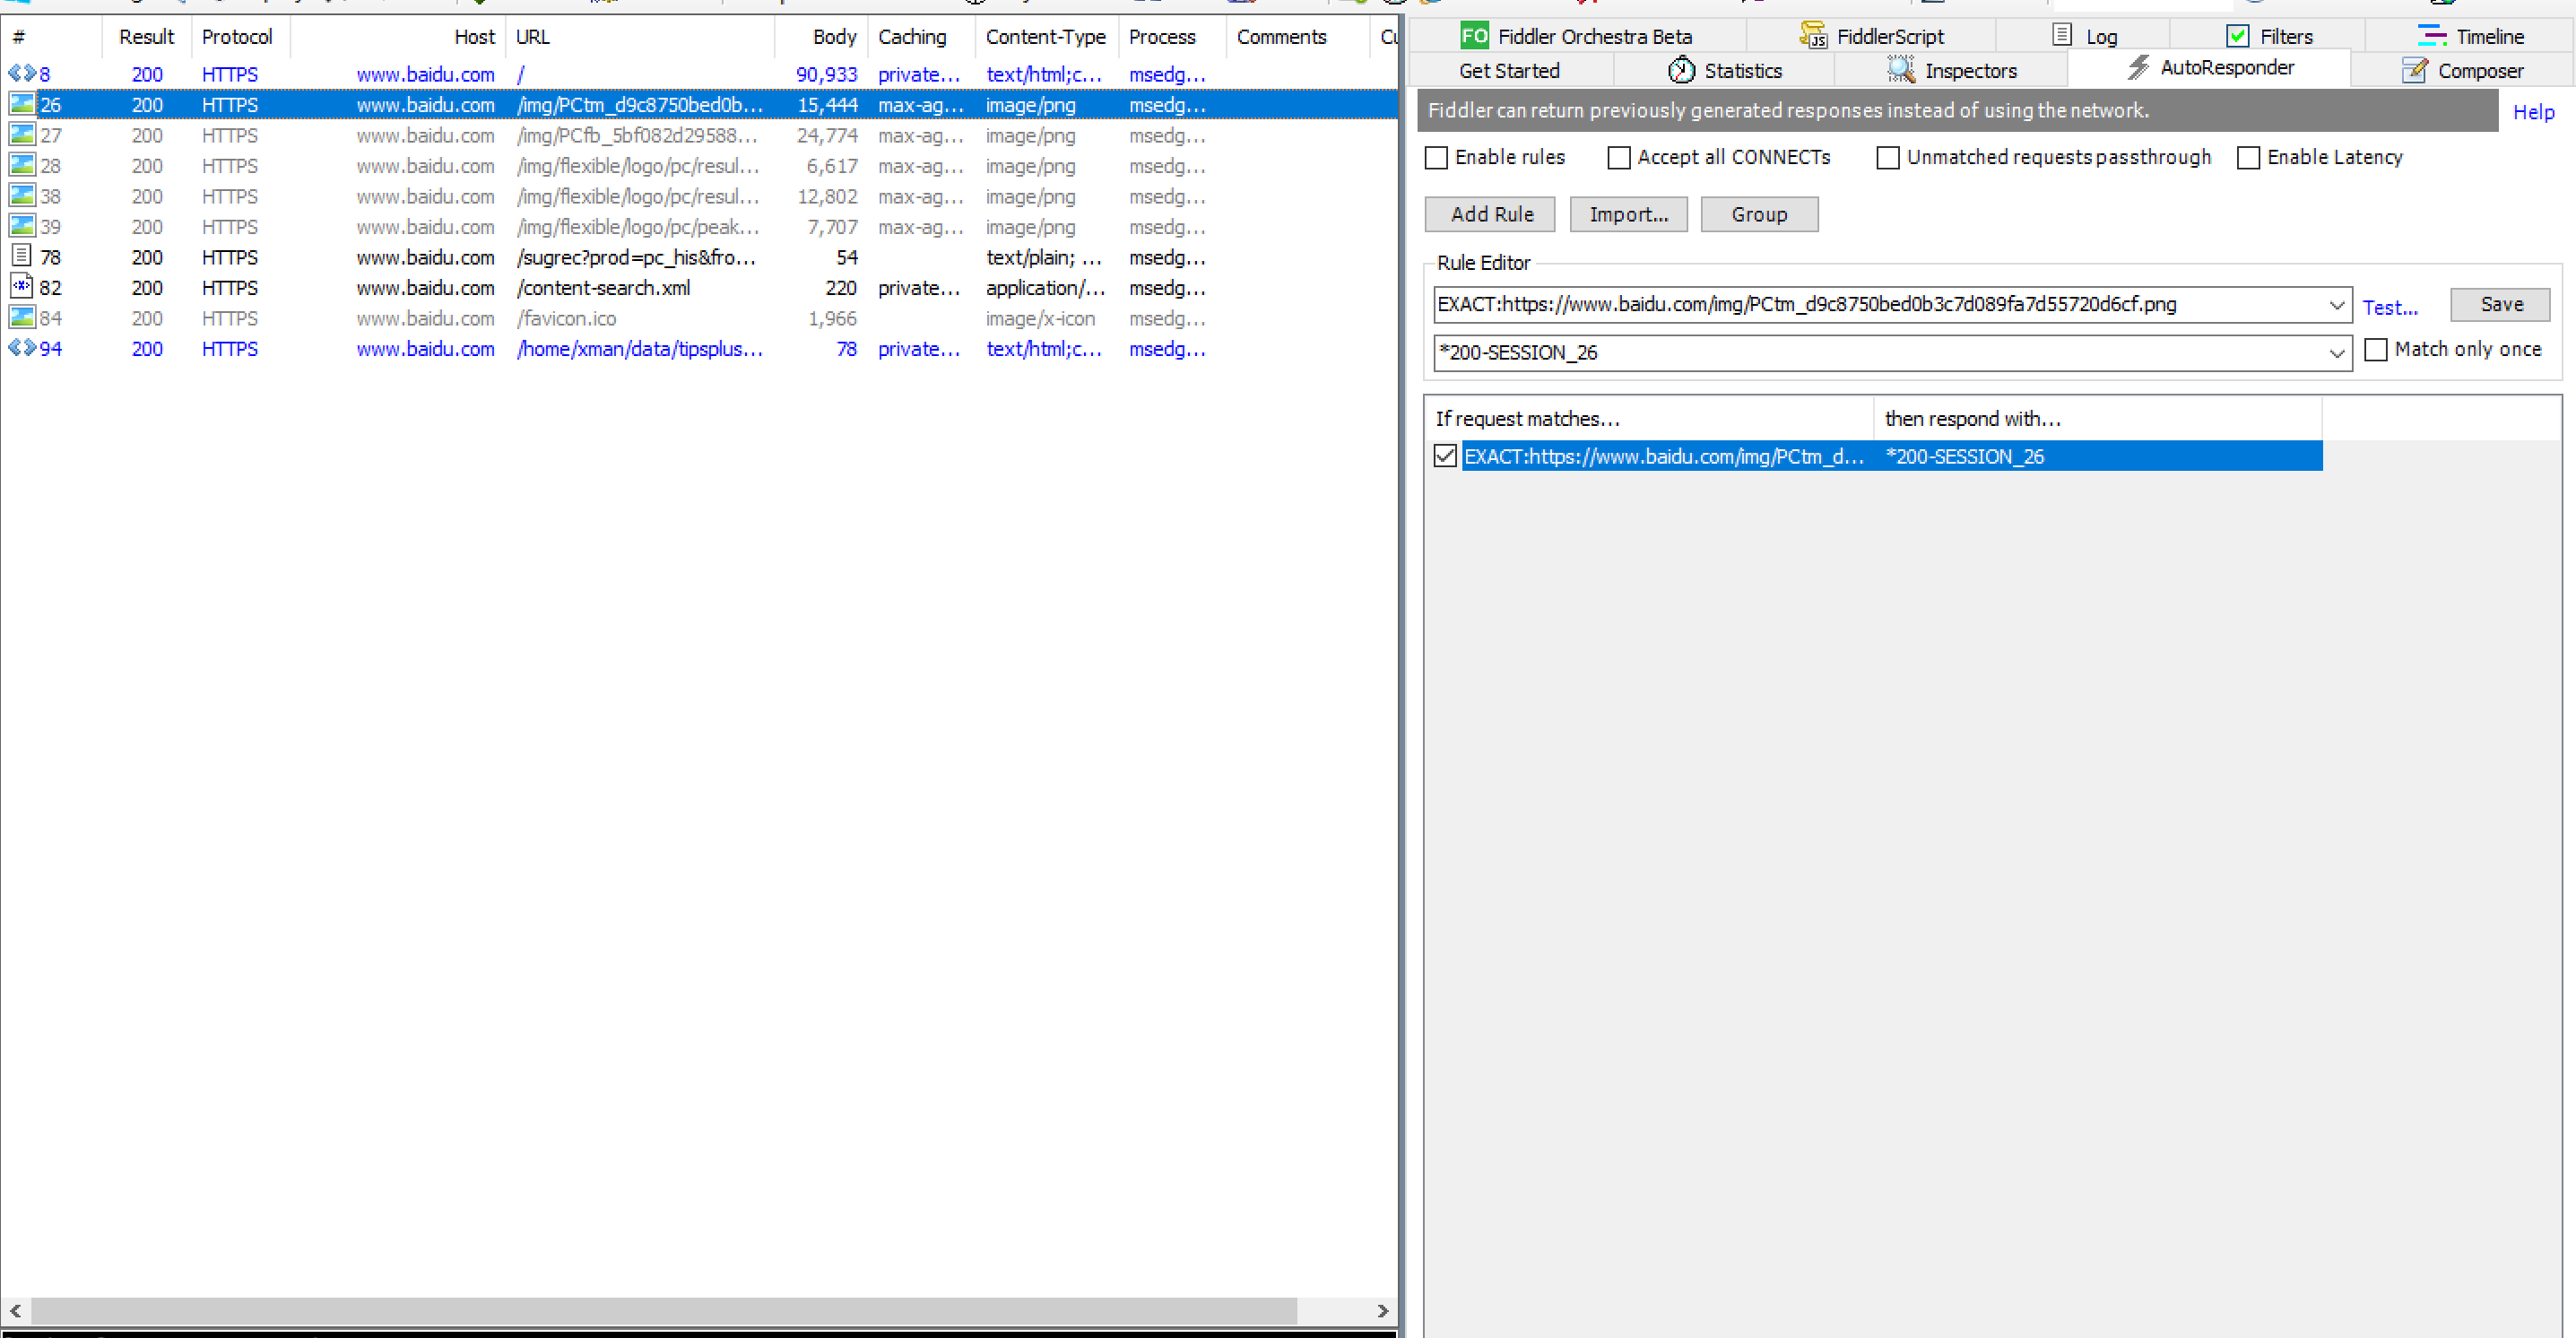 # Result Protocol Host URL Body Caching Content-Type Process Comments Cu
8 200 HTTPS www.baidu.com / 90,933 private... text/html;c... msedg...
26 200 HTTPS www.baidu.com /img/PCtm_d9c8750bed0b... 15,444 max-ag... image/png msedg...
27 200 HTTPS www.baidu.com /img/PCfb_5bf082d29588... 24,774 max-ag... image/png msedg...
28 200 HTTPS www.baidu.com /img/flexible/logo/pc/resul... 6,617 max-ag... image/png msedg...
38 200 HTTPS www.baidu.com /img/flexible/logo/pc/resul... 12,802 max-ag... image/png msedg...
39 200 HTTPS www.baidu.com /img/flexible/logo/pc/peak... 7,707 max-ag... image/png msedg...
78 200 HTTPS www.baidu.com /sugrec?prod=pc_his&fro... 54 text/plain; ... msedg...
82 200 HTTPS www.baidu.com /content-search.xml 220 private... application/... msedg...
84 200 HTTPS www.baidu.com /favicon.ico 1,966 image/x-icon msedg...
94 200 HTTPS www.baidu.com /home/xman/data/tipsplus... 78 private... text/html;c... msedg...
FO Fiddler Orchestra Beta JS FiddlerScript Log Filters Timeline
Get Started Statistics Inspectors AutoResponder Composer
Fiddler can return previously generated responses instead of using the network. Help
Enable rules Accept all CONNECTs Unmatched requests passthrough Enable Latency
Add Rule Import... Group
Rule Editor
EXACT:https://www.baidu.com/img/PCtm_d9c8750bed0b3c7d089fa7d55720d6cf.png Test... Save
*200-SESSION_26 Match only once
If request matches... then respond with...
EXACT:https://www.baidu.com/img/PCtm_d... *200-SESSION_26